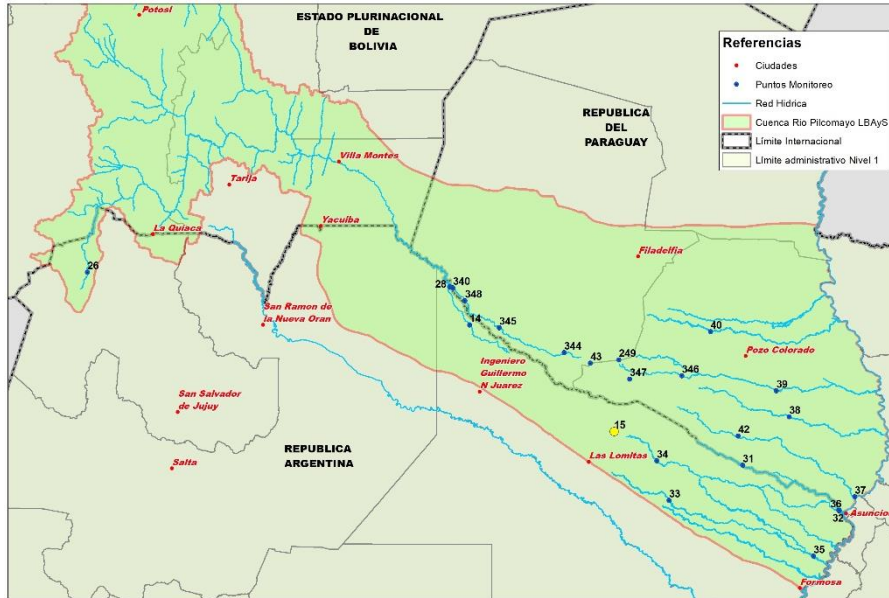 Potosí
ESTADO PLURINACIONAL
DE
BOLIVIA
Referencias
Ciudades
Puntos Monitoreo
Red Hídrica
Cuenca Rio Pilcomayo LBAyS
Límite Internacional
Límite administrativo Nivel 1
REPUBLICA
DEL
PARAGUAY
Villa Montes
Tarija
Yacuiba
La Quiaca
Filadelfia
26
28
340
348
San Ramon de
la Nueva Oran
14
345
40
344
43
249
Pozo Colorado
Ingeniero
Guillermo
N Juarez
347
346
39
San Salvador
de Jujuy
38
15
42
REPUBLICA
ARGENTINA
Salta
Las Lomitas
34
31
33
37
36
32
Asuncion
35
Formosa